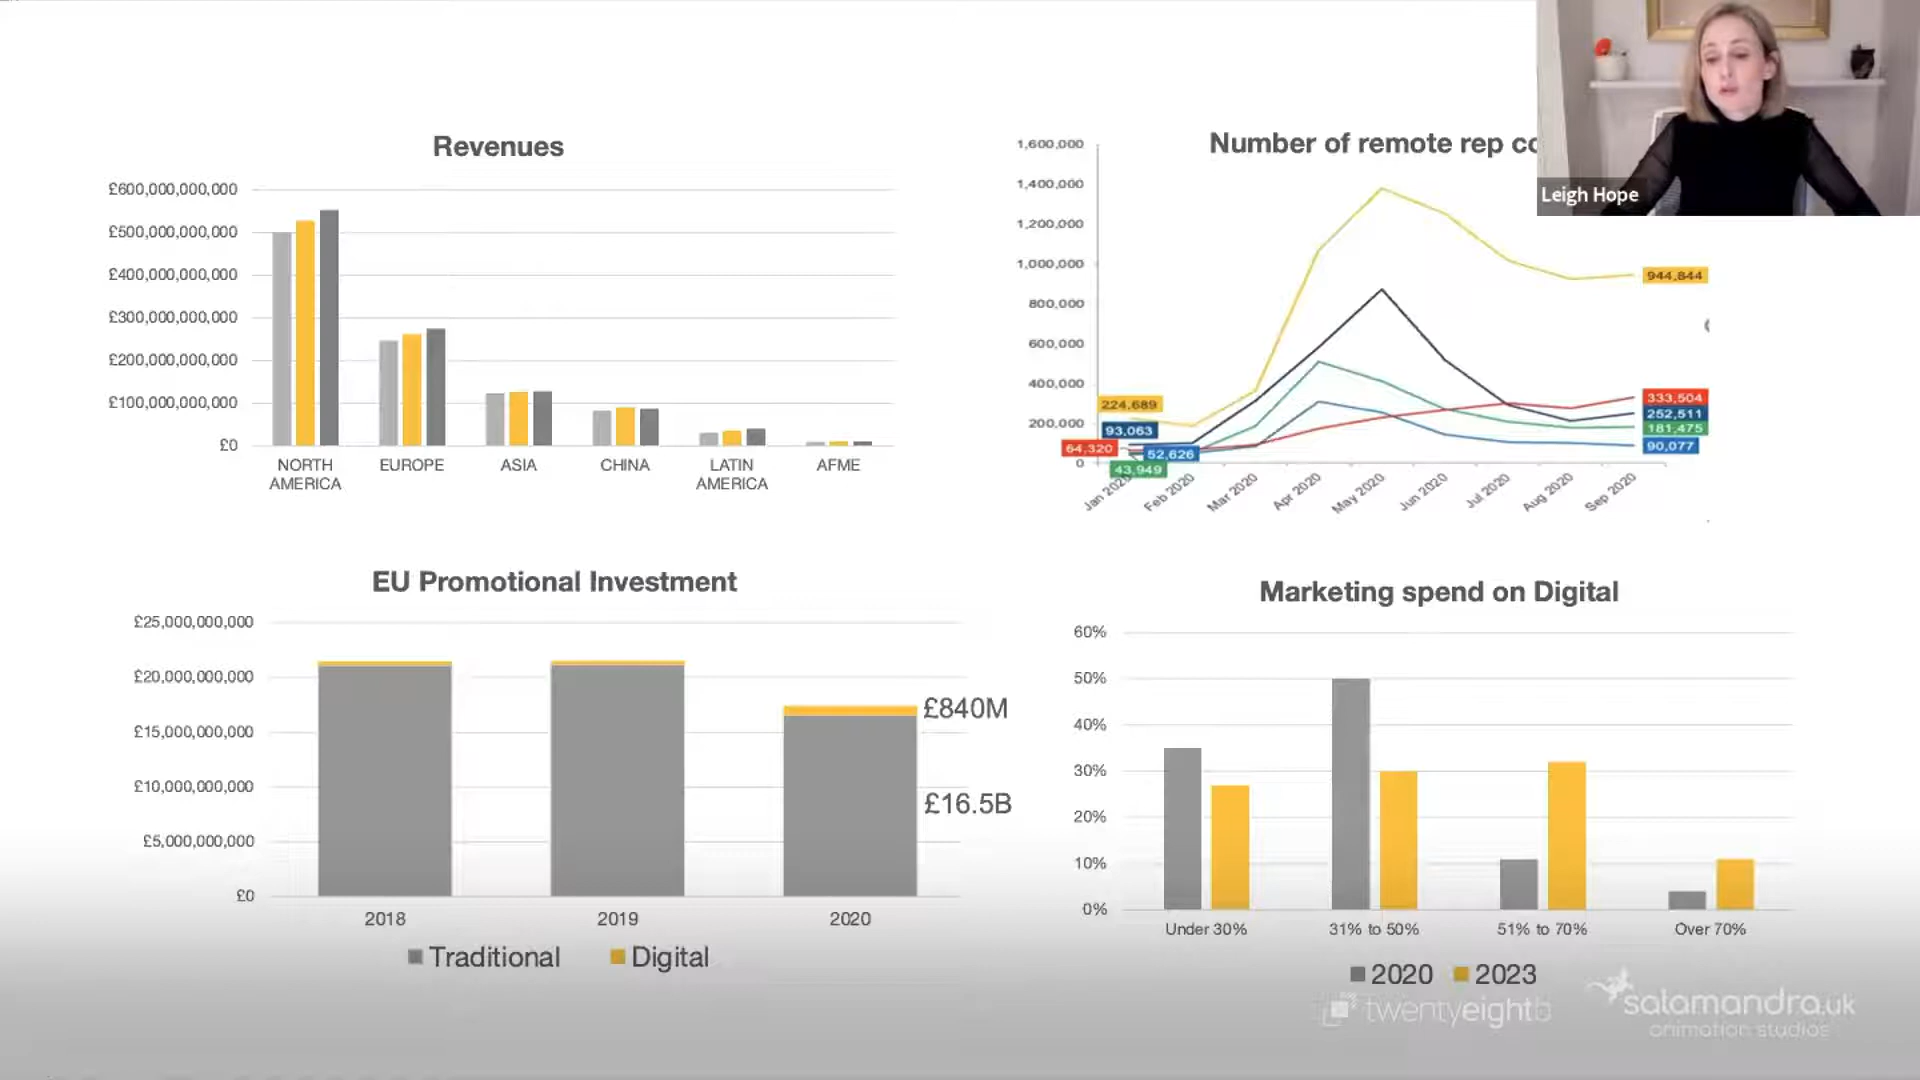 Revenues
£600,000,000,000
£500,000,000,000
£400,000,000,000
£300,000,000,000
£200,000,000,000
£100,000,000,000
£0
NORTH AMERICA
EUROPE
ASIA
CHINA
LATIN AMERICA
AFME
Number of remote rep
1,600,000
1,400,000
1,200,000
1,000,000
800,000
600,000
400,000
200,000
0
224,689
93,063
64,320
52,626
43,949
944,844
333,504
252,511
181,475
90,077
Jan 2020
Feb 2020
Mar 2020
Apr 2020
May 2020
Jun 2020
Jul 2020
Aug 2020
Sep 2020
Leigh Hope
EU Promotional Investment
£25,000,000,000
£20,000,000,000
£15,000,000,000
£10,000,000,000
£5,000,000,000
£0
£840M
£16.5B
2018
2019
2020
Traditional
Digital
Marketing spend on Digital
60%
50%
40%
30%
20%
10%
0%
Under 30%
31% to 50%
51% to 70%
Over 70%
2020
2023
twentyeightb
salamandra.uk
animation studios